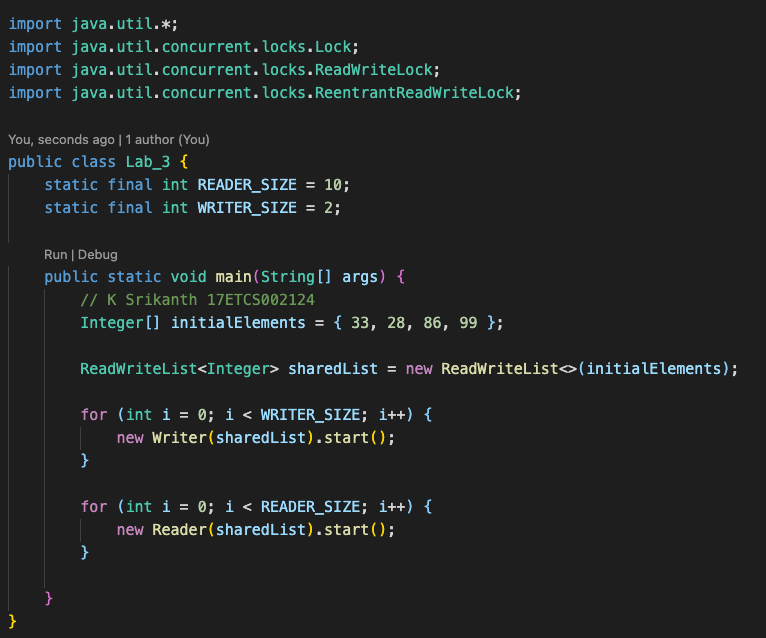 import java.util.*;
import java.util.concurrent.locks.Lock;
import java.util.concurrent.locks.ReadWriteLock;
import java.util.concurrent.locks.ReentrantReadWriteLock;
You, seconds ago | 1 author (You)
public class Lab_3 {
    static final int READER_SIZE = 10;
    static final int WRITER_SIZE = 2;
    Run | Debug
    public static void main(String[] args) {
        // K Srikanth 17ETCS002124
        Integer[] initialElements = { 33, 28, 86, 99 };
        ReadWriteList<Integer> sharedList = new ReadWriteList<>(initialElements);
        for (int i = 0; i < WRITER_SIZE; i++) {
            new Writer(sharedList).start();
        }
        for (int i = 0; i < READER_SIZE; i++) {
            new Reader(sharedList).start();
        }
    }
}